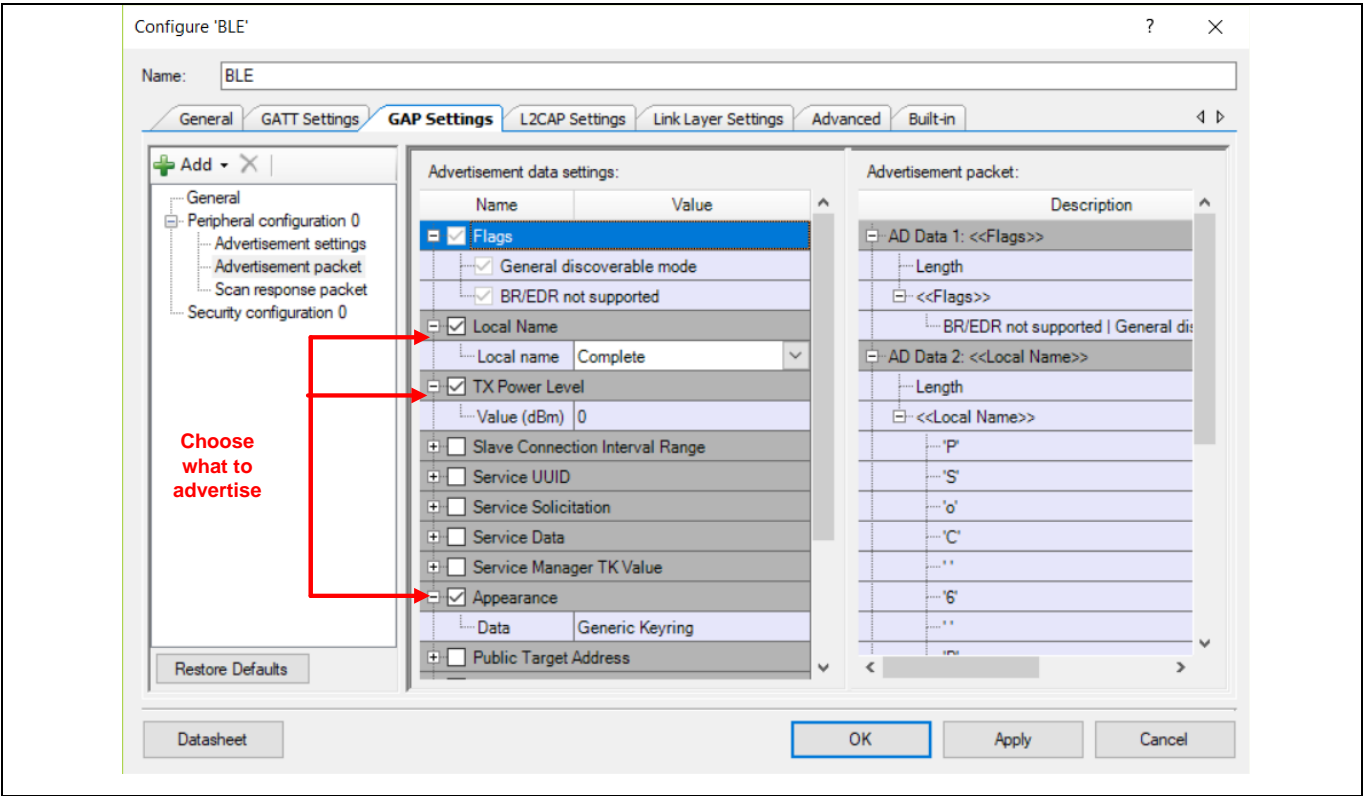 Configure 'BLE'
?
Name:
BLE
General
GATT Settings
GAP Settings
L2CAP Settings
Link Layer Settings
Advanced
Built-in
Add
General
Peripheral configuration 0
Advertisement settings
Advertisement packet
Scan response packet
Security configuration 0
Choose
what to
advertise
Restore Defaults
Advertisement data settings:
Name Value
Flags
General discoverable mode
BR/EDR not supported
Local Name
Local name Complete
TX Power Level
Value (dBm) 0
Slave Connection Interval Range
Service UUID
Service Solicitation
Service Data
Service Manager TK Value
Appearance
Data Generic Keyring
Public Target Address
Advertisement packet:
Description
AD Data 1: <<Flags>>
Length
<<Flags>>
BR/EDR not supported | General
AD Data 2: <<Local Name>>
Length
<<Local Name>>
'P'
'S'
'o'
'C'
' '
'6'
' '
Datasheet
OK
Apply
Cancel